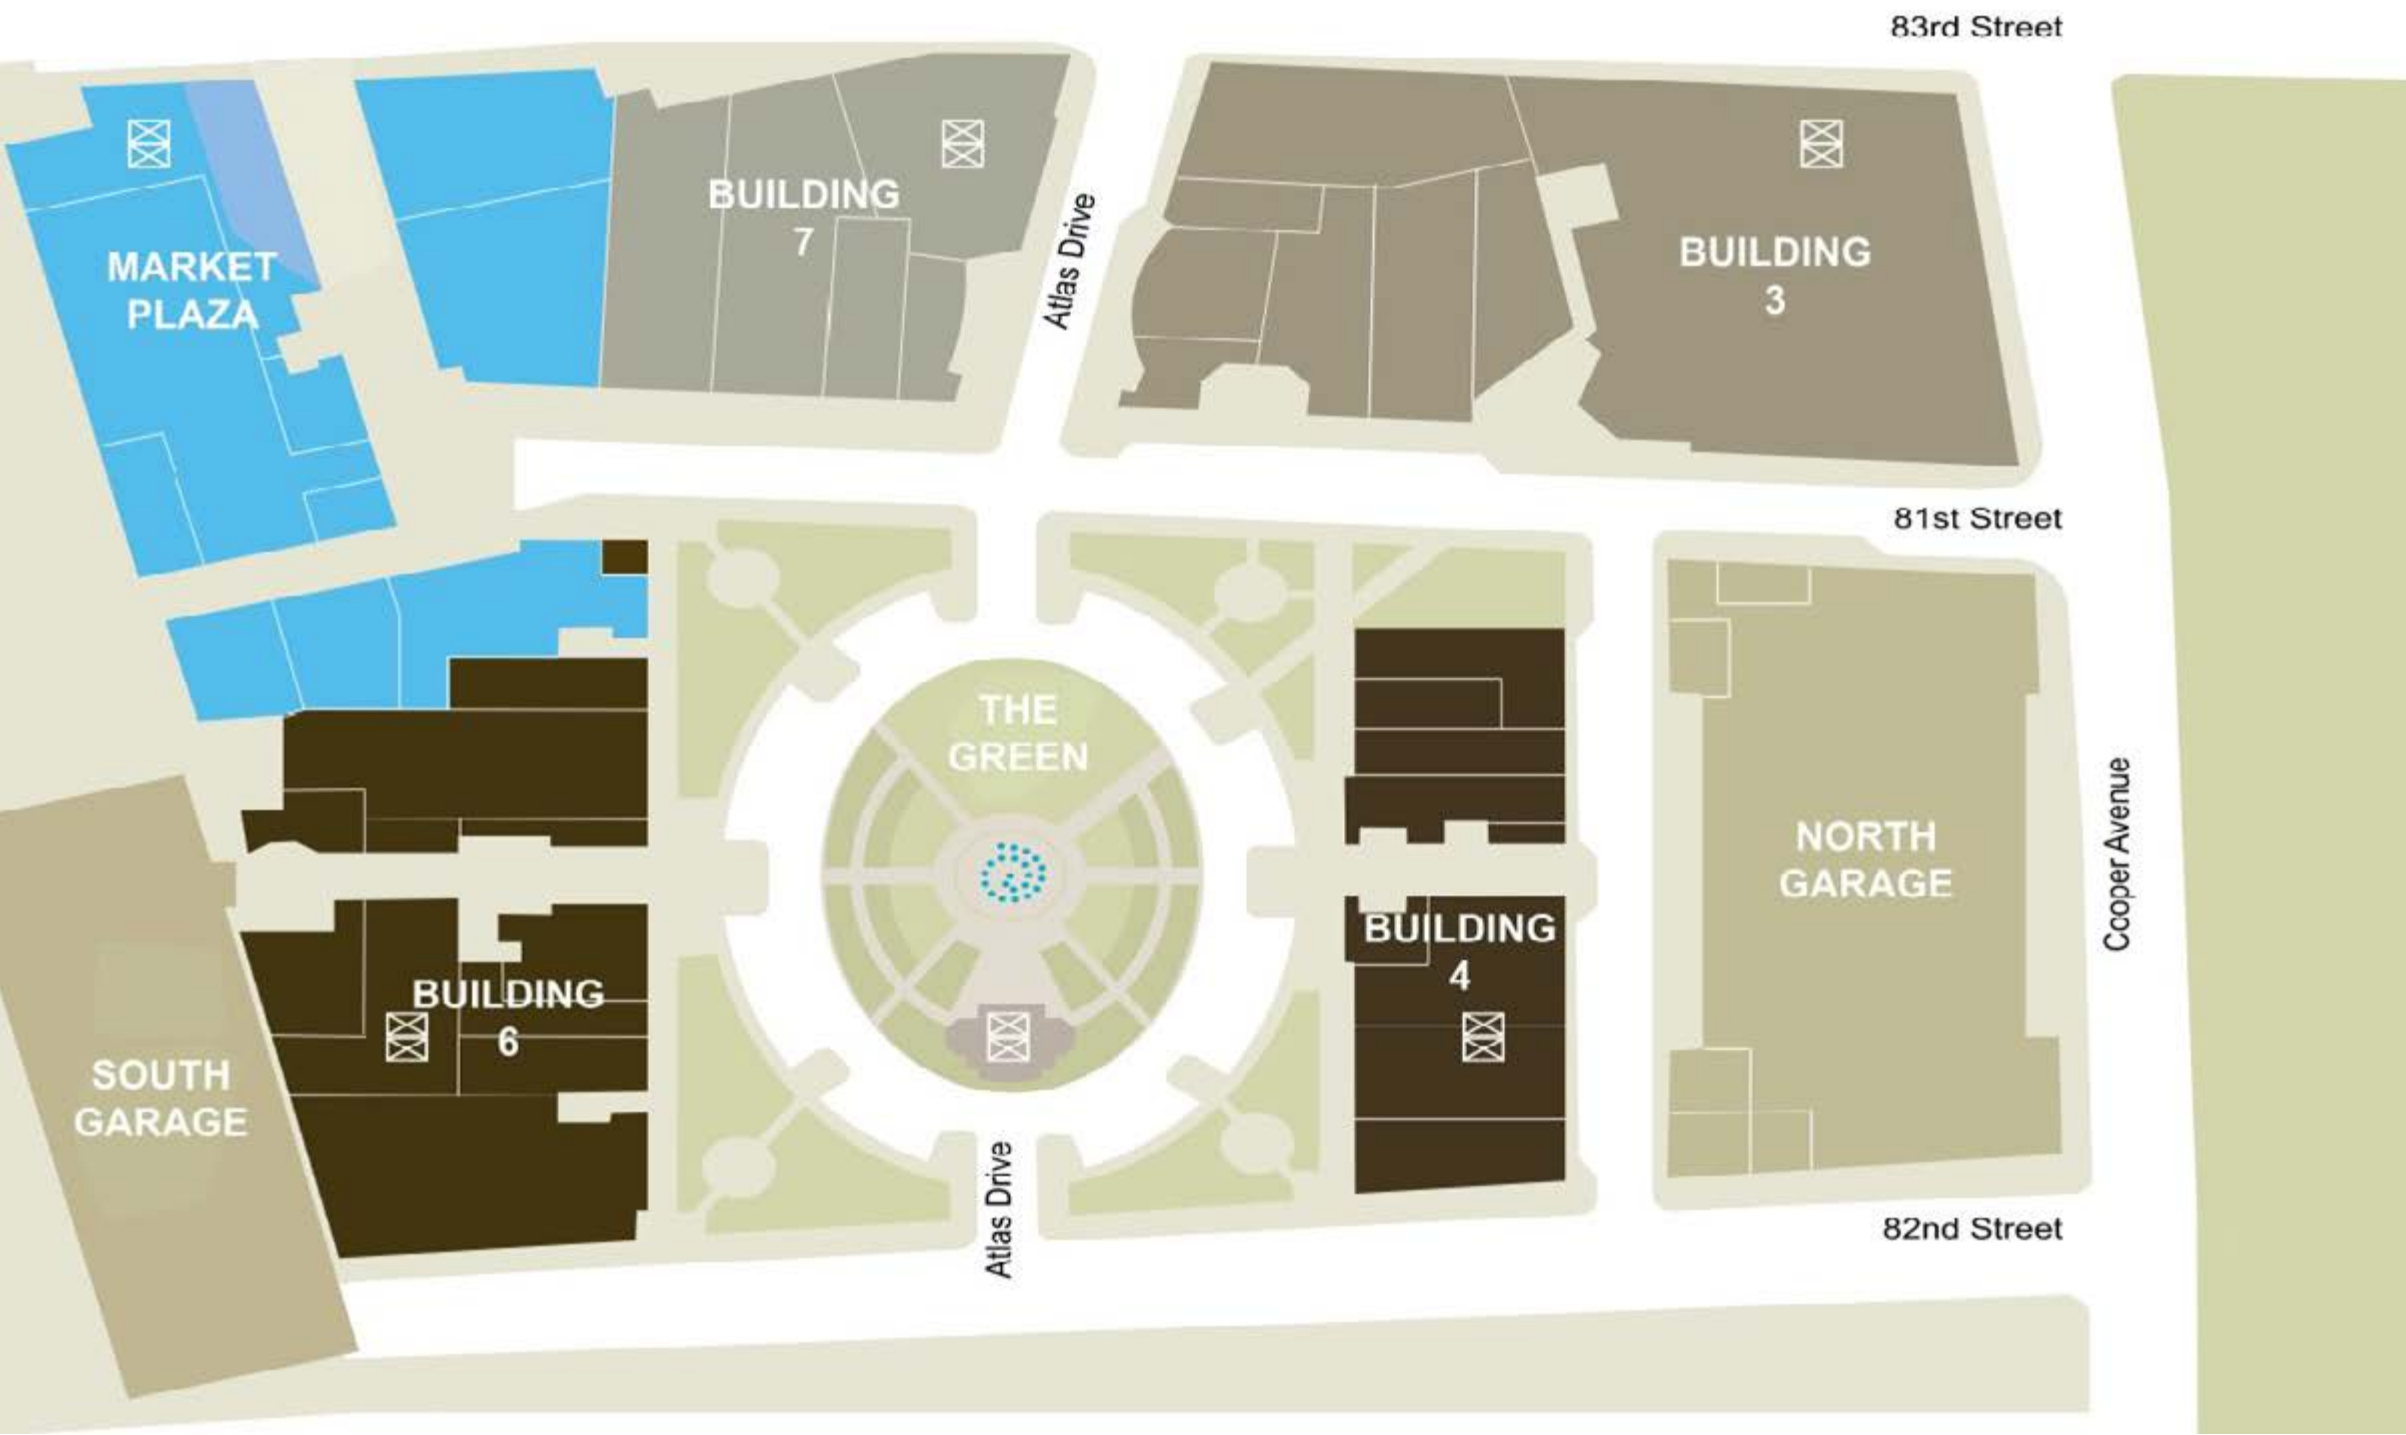 83rd Street
BUILDING
7
Atlas Drive
MARKET
PLAZA
BUILDING
3
81st Street
THE
GREEN
NORTH
GARAGE
Cooper Avenue
BUILDING
4
BUILDING
6
SOUTH
GARAGE
Atlas Drive
82nd Street